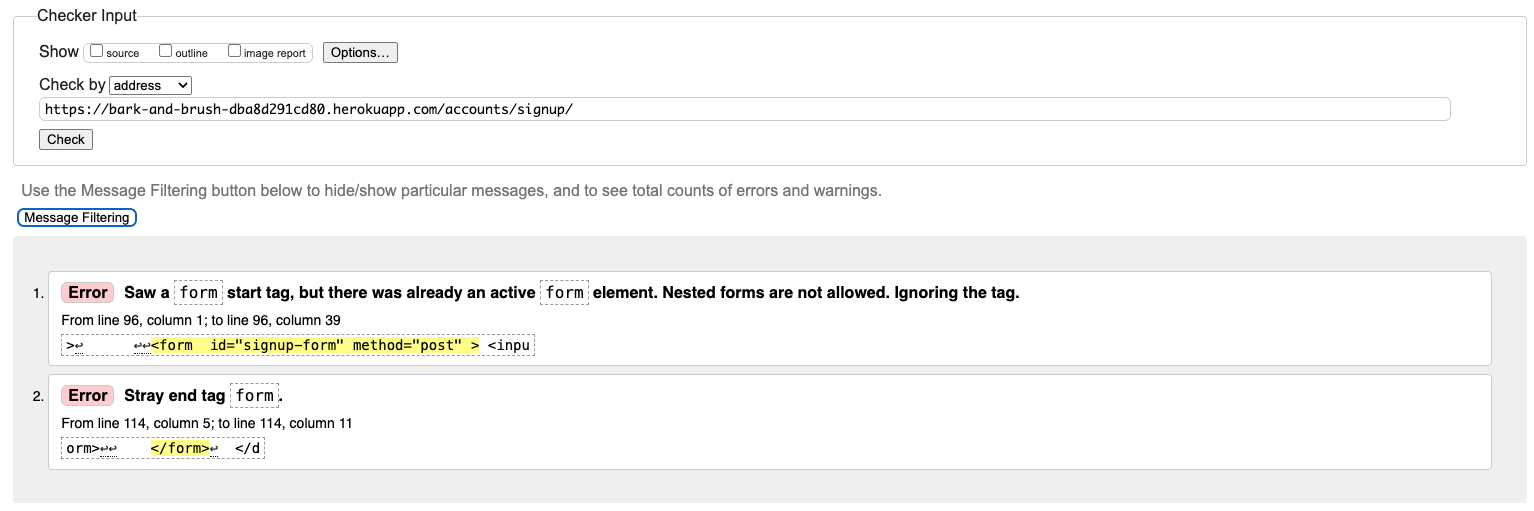 Checker Input
Show source outline image report Options...
Check by address
https://bark-and-brush-dba8d291cd80.herokuapp.com/accounts/signup/
Check
Use the Message Filtering button below to hide/show particular messages, and to see total counts of errors and warnings.
Message Filtering
1. Error Saw a form start tag, but there was already an active form element. Nested forms are not allowed. Ignoring the tag.
From line 96, column 1; to line 96, column 39
>↩ ↩↩<form  id="signup-form" method="post" > <inpu
2. Error Stray end tag form.
From line 114, column 5; to line 114, column 11
orm>↩↩ </form>↩ </d